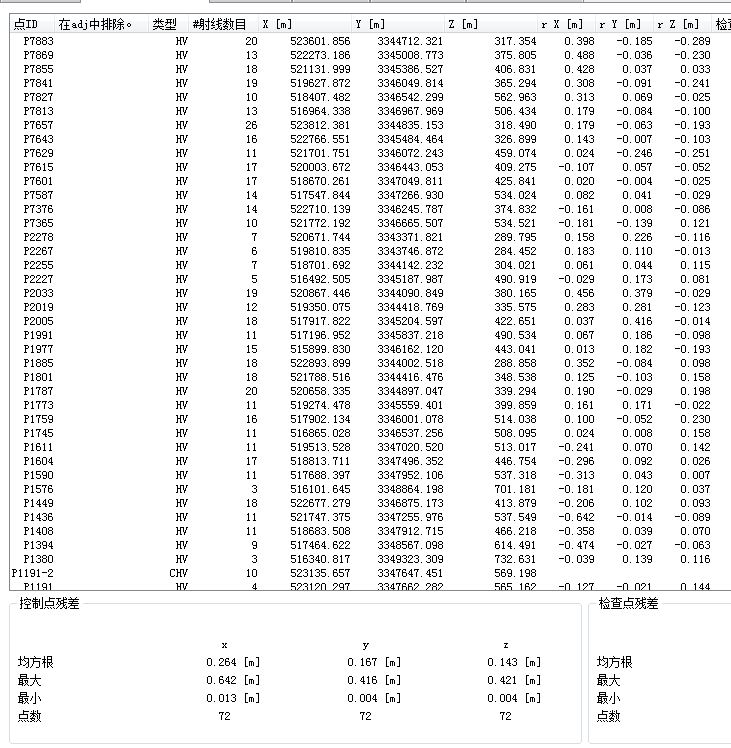 点ID 在adj中排除。 类型 #射线数目 X [m] Y [m] Z [m] r X [m] r Y [m] r Z [m] 检
P7883 HV 20 523601.856 3344712.321 317.354 0.398 -0.185 -0.289
P7869 HV 13 522273.186 3345008.773 375.805 0.488 -0.036 -0.230
P7855 HV 18 521131.999 3345386.527 406.831 0.428 0.037 0.033
P7841 HV 19 519627.872 3346049.814 365.294 0.308 -0.091 -0.241
P7827 HV 10 518407.482 3346542.299 562.963 0.313 0.069 -0.025
P7813 HV 13 516964.338 3346967.969 506.434 0.179 -0.084 -0.100
P7657 HV 26 523812.381 3344835.153 318.490 0.179 -0.063 -0.193
P7643 HV 16 522766.551 3345484.464 326.899 0.143 -0.007 -0.103
P7629 HV 11 521701.751 3346072.243 459.074 0.024 -0.246 -0.251
P7615 HV 17 520003.672 3346443.053 409.275 -0.107 0.057 -0.052
P7601 HV 17 518670.261 3347049.811 425.841 0.020 -0.004 -0.025
P7587 HV 14 517547.844 3347266.930 534.024 0.082 0.041 -0.029
P7376 HV 14 522710.139 3346245.787 374.832 -0.161 0.008 -0.086
P7365 HV 10 521772.192 3346665.507 534.521 -0.181 -0.139 0.121
P2278 HV 7 520671.744 3343371.821 289.795 0.158 0.226 -0.116
P2267 HV 6 519810.835 3343746.872 284.452 0.183 0.110 -0.013
P2255 HV 7 518701.692 3344142.232 304.021 0.061 0.044 0.115
P2227 HV 5 516492.505 3345187.987 490.919 -0.029 0.173 0.081
P2033 HV 19 520867.446 3344090.849 380.165 0.456 0.379 -0.029
P2019 HV 12 519350.075 3344418.769 335.575 0.283 0.281 -0.123
P2005 HV 18 517917.822 3345204.597 422.651 0.037 0.416 -0.014
P1991 HV 11 517196.952 3345837.218 490.534 0.067 0.186 -0.098
P1977 HV 15 515899.830 3346162.120 443.041 0.013 0.182 -0.193
P1885 HV 18 522893.899 3344002.518 288.858 0.352 -0.084 0.098
P1801 HV 18 521788.516 3344416.476 348.538 0.125 -0.103 0.158
P1787 HV 20 520658.335 3344897.047 339.294 0.190 -0.029 0.198
P1773 HV 11 519274.478 3345559.401 399.859 0.161 0.171 -0.022
P1759 HV 16 517902.134 3346001.078 514.038 0.100 -0.052 0.230
P1745 HV 11 516865.028 3346537.256 508.095 0.024 0.008 0.158
P1611 HV 11 519513.528 3347020.520 513.017 -0.241 0.070 0.142
P1604 HV 17 518813.711 3347496.352 446.754 -0.296 0.092 0.026
P1590 HV 11 517688.397 3347952.106 537.318 -0.313 0.043 0.007
P1576 HV 3 516101.645 3348864.198 701.181 -0.181 0.120 0.037
P1449 HV 18 522677.279 3346875.173 413.879 -0.206 0.102 0.093
P1436 HV 11 521747.375 3347255.976 537.549 -0.642 -0.014 -0.089
P1408 HV 11 518683.508 3347912.715 466.218 -0.358 0.039 0.070
P1394 HV 9 517464.622 3348567.098 614.491 -0.474 -0.027 -0.063
P1380 HV 3 516340.817 3349323.309 732.631 -0.039 0.139 0.116
P1191-2 CHV 10 523135.657 3347647.451 569.198
P1191 HV 4 523120.297 3347662.282 565.162 -0.127 -0.021 0.144
控制点残差 检查点残差
x y z
均方根 0.264 [m] 0.167 [m] 0.143 [m] 均方根
最大 0.642 [m] 0.416 [m] 0.421 [m] 最大
最小 0.013 [m] 0.004 [m] 0.004 [m] 最小
点数 72 72 72 点数